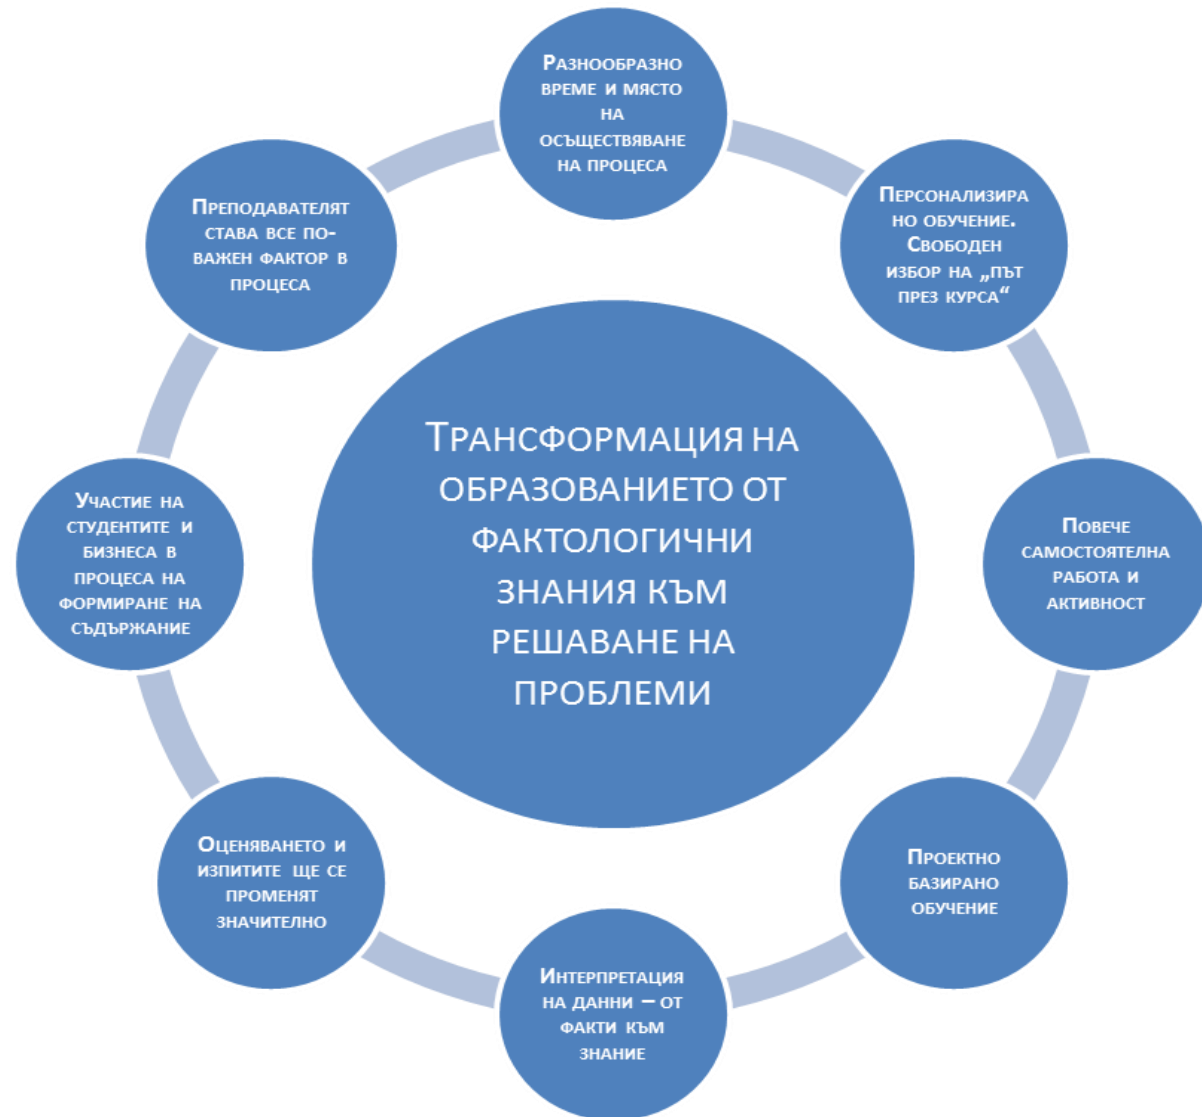 Разнообразно
време и място
на
осъществяване
на процеса
Персонализира
но обучение.
Свободен
избор на „път
през курса“
Повече
самостоятелна
работа и
активност
Проектно
базирано
обучение
Интерпретация
на данни – от
факти към
знание
Оценяването и
изпитите ще се
променят
значително
Участие на
студентите и
бизнеса в
процеса на
формиране на
съдържание
Преподавателят
става все по-
важен фактор в
процеса
Трансформация на
образованието от
фактологични
знания към
решаване на
проблеми